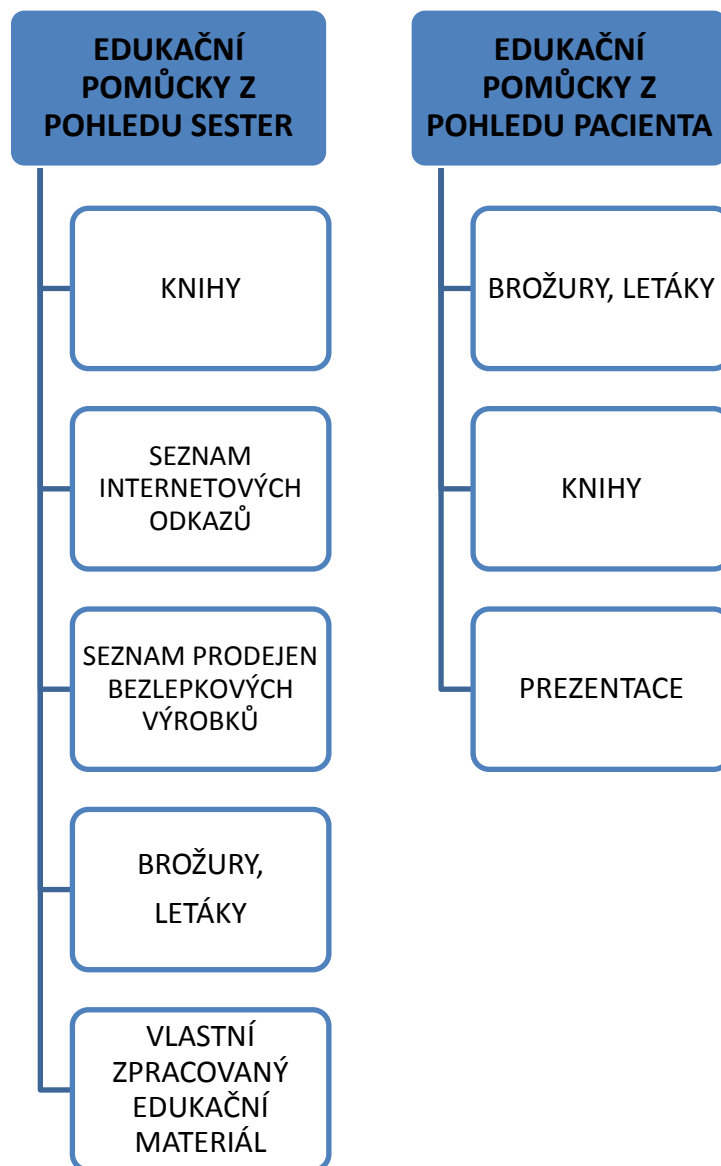 EDUKAČNÍ
POMŮCKY Z
POHLEDU SESTER
KNIHY
SEZNAM
INTERNETOVÝCH
ODKAZŮ
SEZNAM PRODEJEN
BEZLEPKOVÝCH
VÝROBKŮ
BROŽURY,
LETÁKY
VLASTNÍ
ZPRACOVANÝ
EDUKAČNÍ
MATERIÁL
EDUKAČNÍ
POMŮCKY Z
POHLEDU PACIENTA
BROŽURY, LETÁKY
KNIHY
PREZENTACE